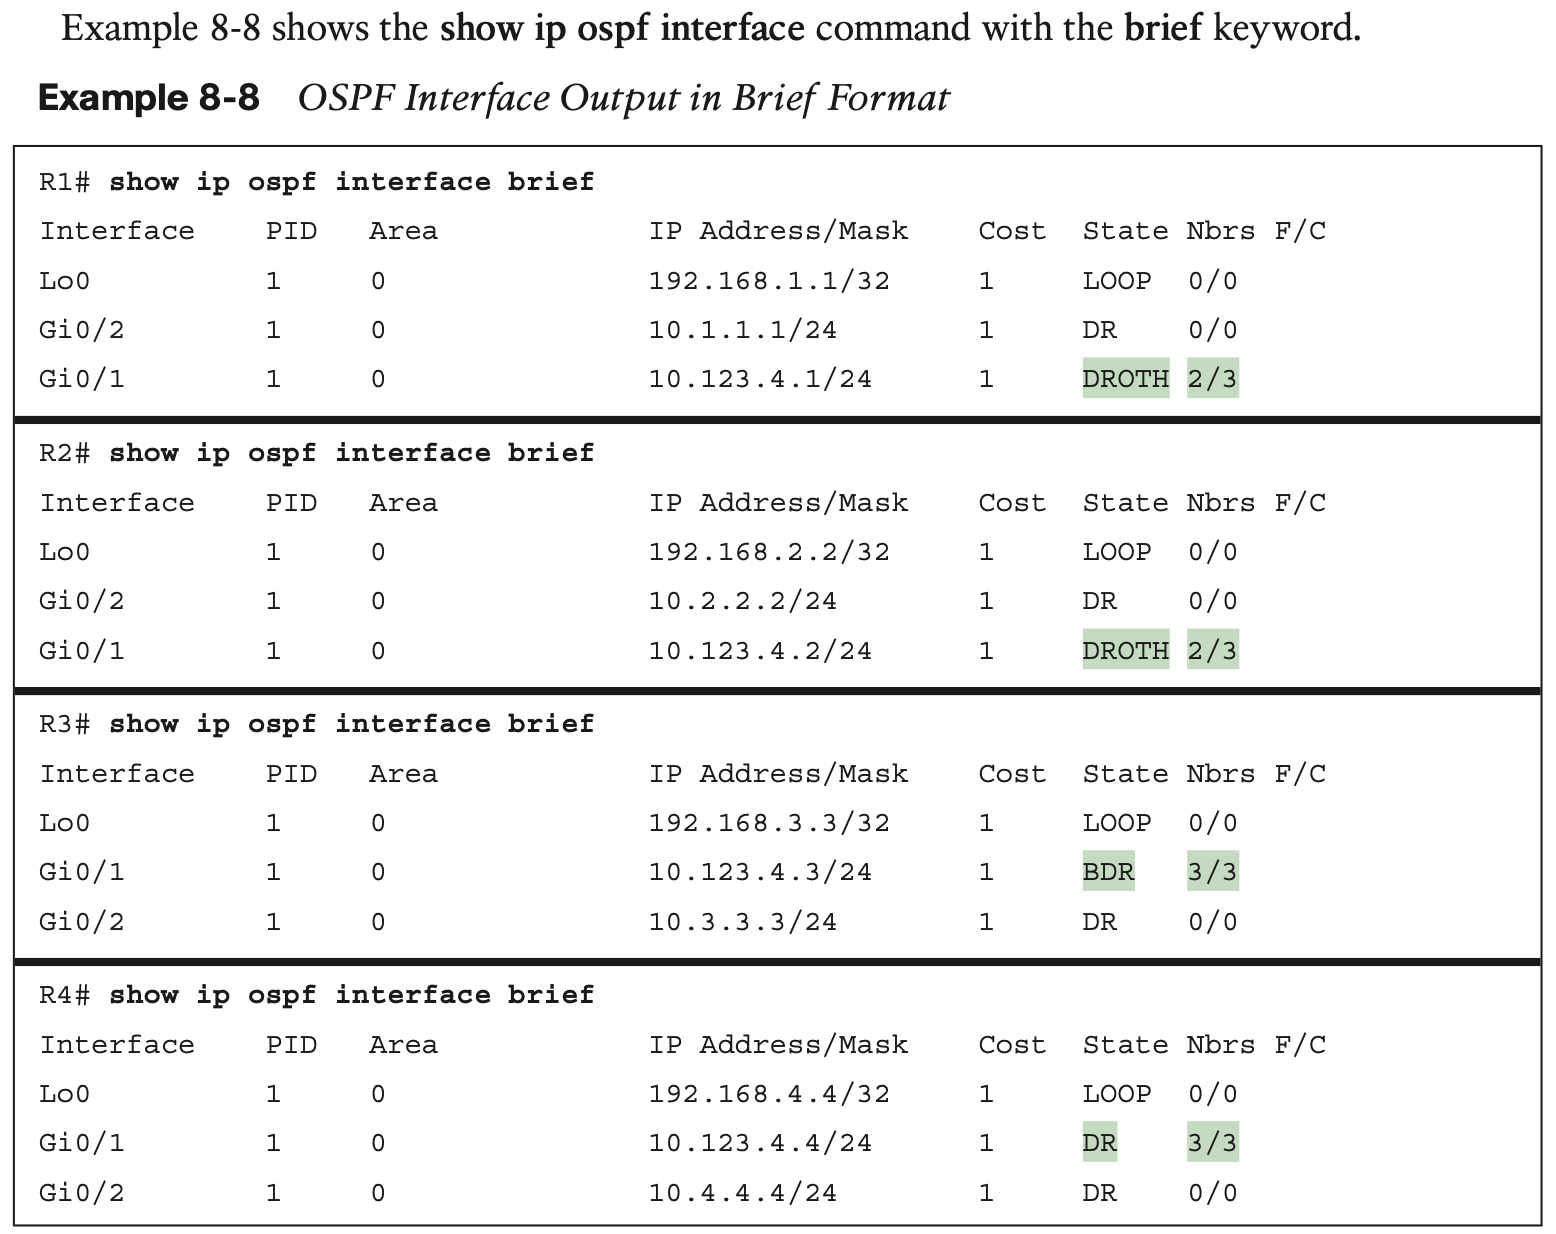 Example 8-8 shows the show ip ospf interface command with the brief keyword.
Example 8-8 OSPF Interface Output in Brief Format
R1# show ip ospf interface brief
Interface PID Area IP Address/Mask Cost State Nbrs F/C
Lo0 1 0 192.168.1.1/32 1 LOOP 0/0
Gi0/2 1 0 10.1.1.1/24 1 DR 0/0
Gi0/1 1 0 10.123.4.1/24 1 DROTH 2/3
R2# show ip ospf interface brief
Interface PID Area IP Address/Mask Cost State Nbrs F/C
Lo0 1 0 192.168.2.2/32 1 LOOP 0/0
Gi0/2 1 0 10.2.2.2/24 1 DR 0/0
Gi0/1 1 0 10.123.4.2/24 1 DROTH 2/3
R3# show ip ospf interface brief
Interface PID Area IP Address/Mask Cost State Nbrs F/C
Lo0 1 0 192.168.3.3/32 1 LOOP 0/0
Gi0/1 1 0 10.123.4.3/24 1 BDR 3/3
Gi0/2 1 0 10.3.3.3/24 1 DR 0/0
R4# show ip ospf interface brief
Interface PID Area IP Address/Mask Cost State Nbrs F/C
Lo0 1 0 192.168.4.4/32 1 LOOP 0/0
Gi0/1 1 0 10.123.4.4/24 1 DR 3/3
Gi0/2 1 0 10.4.4.4/24 1 DR 0/0